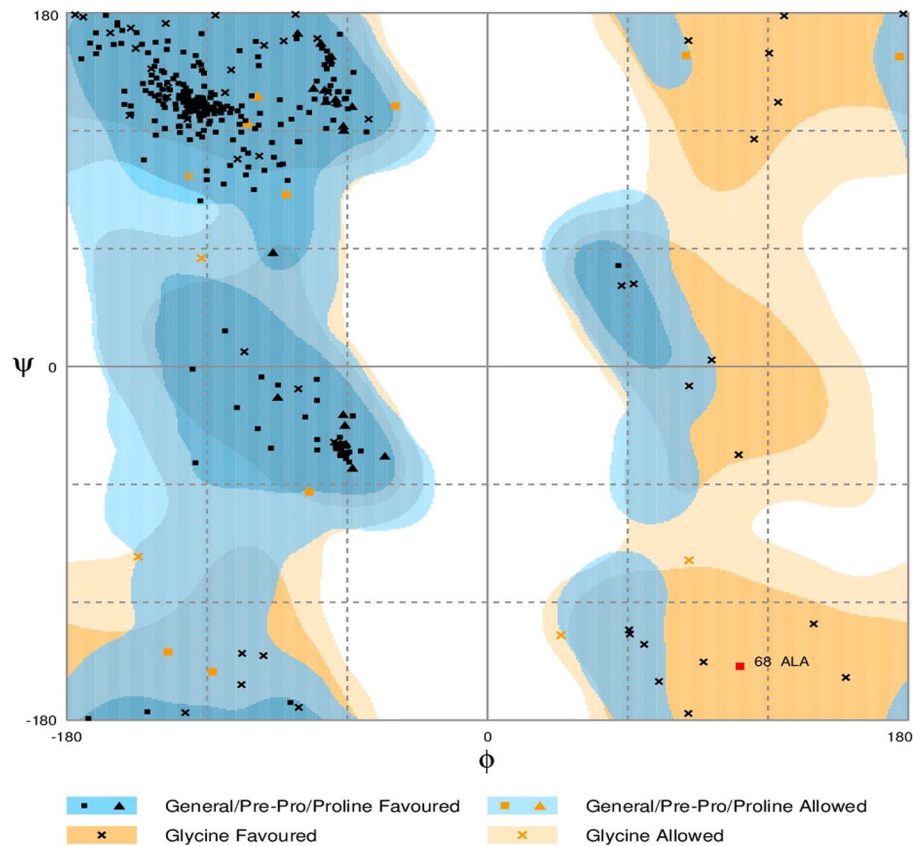 180
Ψ
0
68 ALA
-180
-180
0
180
ϕ
General/Pre-Pro/Proline Favoured
General/Pre-Pro/Proline Allowed
Glycine Favoured
Glycine Allowed